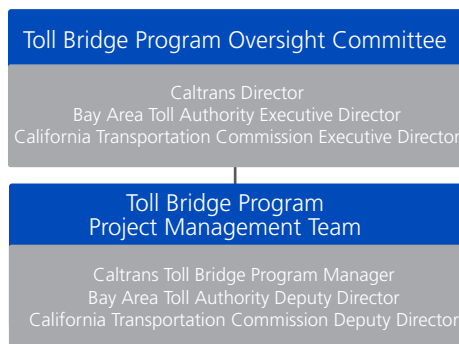 Toll Bridge Program Oversight Committee
Caltrans Director
Bay Area Toll Authority Executive Director
California Transportation Commission Executive Director
Toll Bridge Program
Project Management Team
Caltrans Toll Bridge Program Manager
Bay Area Toll Authority Deputy Director
California Transportation Commission Deputy Director